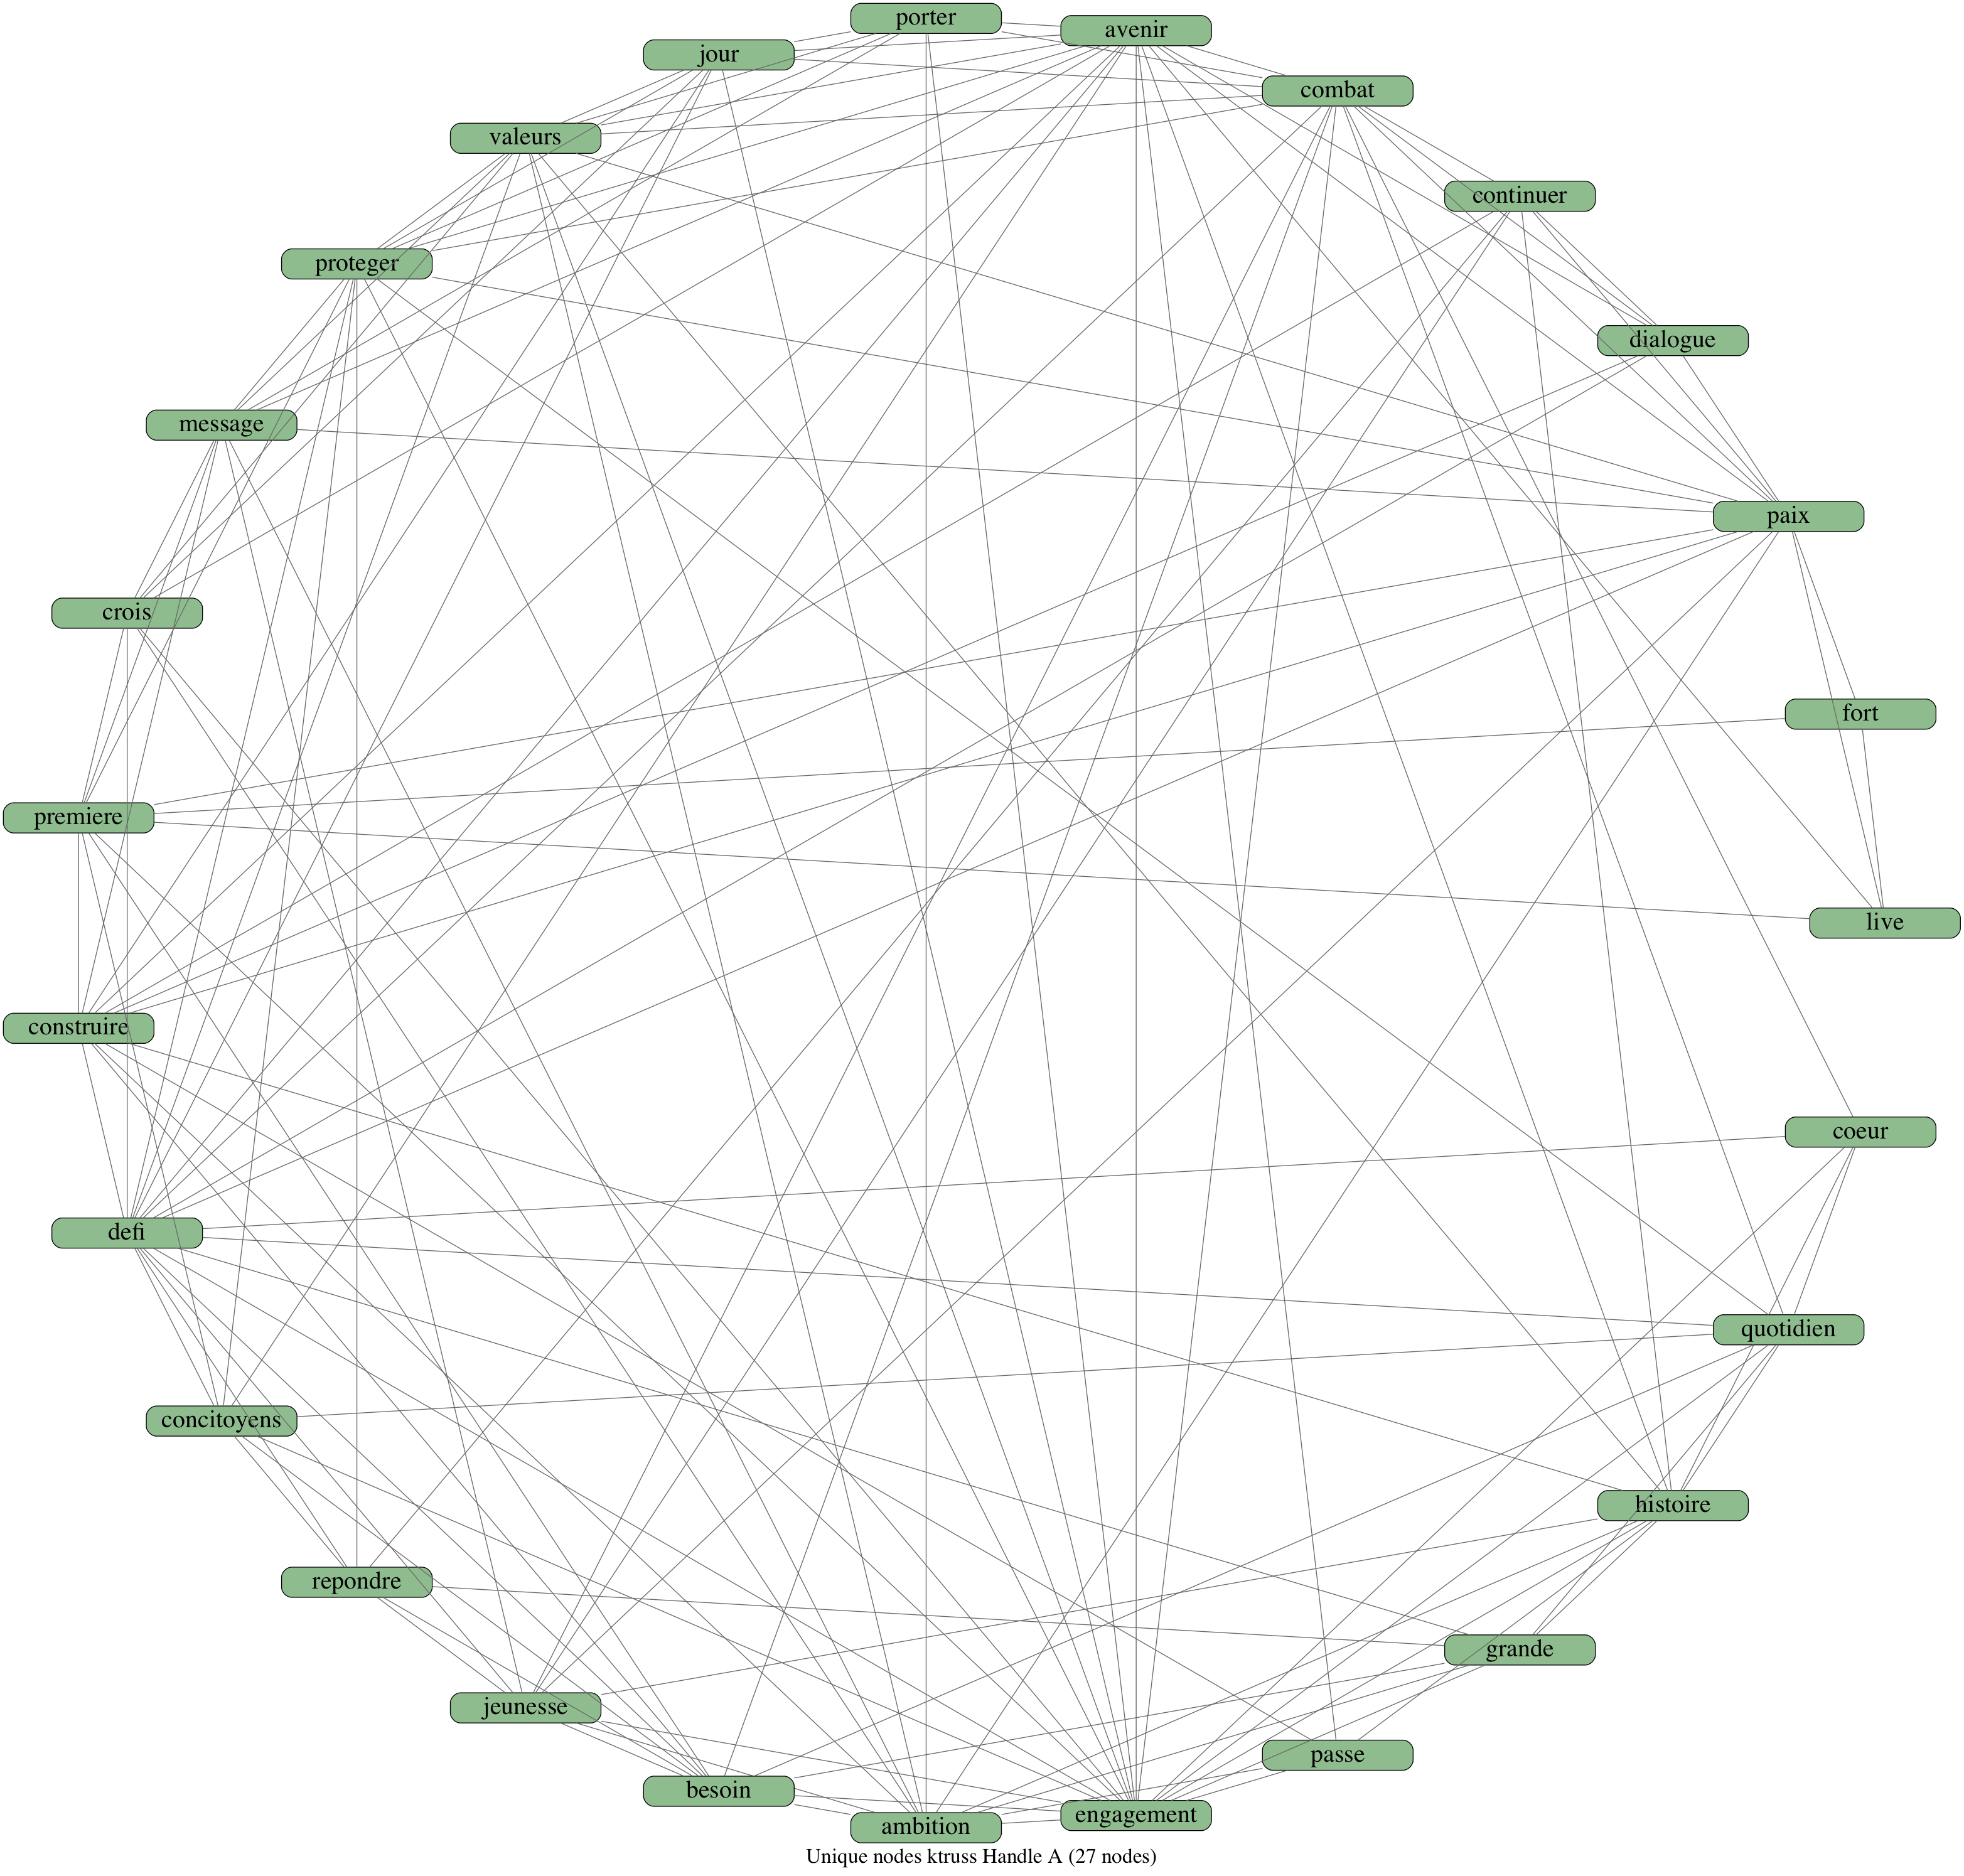 porter
avenir
jour
combat
valeurs
continuer
proteger
dialogue
message
paix
crois
fort
premiere
live
construire
coeur
defi
quotidien
concitoyens
histoire
repondre
grande
jeunesse
passe
besoin
engagement
ambition
Unique nodes ktruss Handle A (27 nodes)